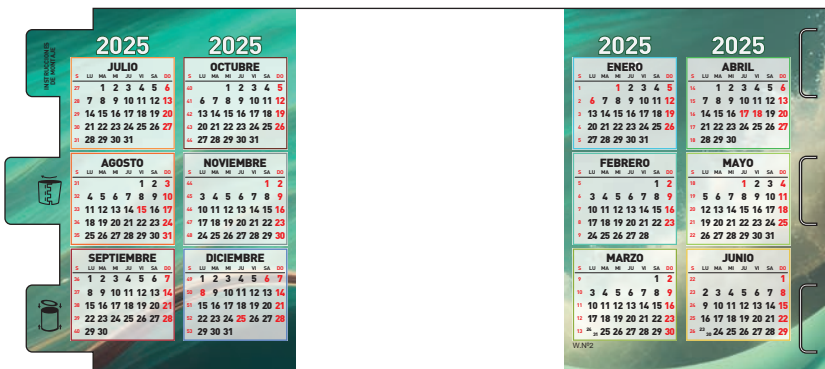 INSTRUCCIONES
DE MONTAJE
2025
JULIO
S LU MA MI JU VI SA DO
27 1 2 3 4 5 6
28 7 8 9 10 11 12 13
29 14 15 16 17 18 19 20
30 21 22 23 24 25 26 27
31 28 29 30 31
AGOSTO
S LU MA MI JU VI SA DO
31 1 2 3
32 4 5 6 7 8 9 10
33 11 12 13 14 15 16 17
34 18 19 20 21 22 23 24
35 25 26 27 28 29 30 31
SEPTIEMBRE
S LU MA MI JU VI SA DO
36 1 2 3 4 5 6 7
37 8 9 10 11 12 13 14
38 15 16 17 18 19 20 21
39 22 23 24 25 26 27 28
40 29 30
2025
OCTUBRE
S LU MA MI JU VI SA DO
40 1 2 3 4 5
41 6 7 8 9 10 11 12
42 13 14 15 16 17 18 19
43 20 21 22 23 24 25 26
44 27 28 29 30 31
NOVIEMBRE
S LU MA MI JU VI SA DO
44 1 2
45 3 4 5 6 7 8 9
46 10 11 12 13 14 15 16
47 17 18 19 20 21 22 23
48 24 25 26 27 28 29 30
DICIEMBRE
S LU MA MI JU VI SA DO
49 1 2 3 4 5 6 7
50 8 9 10 11 12 13 14
51 15 16 17 18 19 20 21
52 22 23 24 25 26 27 28
53 29 30 31
2025
ENERO
S LU MA MI JU VI SA DO
1 1 2 3 4 5
2 6 7 8 9 10 11 12
3 13 14 15 16 17 18 19
4 20 21 22 23 24 25 26
5 27 28 29 30 31
FEBRERO
S LU MA MI JU VI SA DO
5 1 2
6 3 4 5 6 7 8 9
7 10 11 12 13 14 15 16
8 17 18 19 20 21 22 23
9 24 25 26 27 28
MARZO
S LU MA MI JU VI SA DO
9 1 2
10 3 4 5 6 7 8 9
11 10 11 12 13 14 15 16
12 17 18 19 20 21 22 23
13 24 31 25 26 27 28 29 30
W.Nº2
2025
ABRIL
S LU MA MI JU VI SA DO
14 1 2 3 4 5 6
15 7 8 9 10 11 12 13
16 14 15 16 17 18 19 20
17 21 22 23 24 25 26 27
18 28 29 30
MAYO
S LU MA MI JU VI SA DO
18 1 2 3 4
19 5 6 7 8 9 10 11
20 12 13 14 15 16 17 18
21 19 20 21 22 23 24 25
22 26 27 28 29 30 31
JUNIO
S LU MA MI JU VI SA DO
22 1
23 2 3 4 5 6 7 8
24 9 10 11 12 13 14 15
25 16 17 18 19 20 21 22
26 23 30 24 25 26 27 28 29